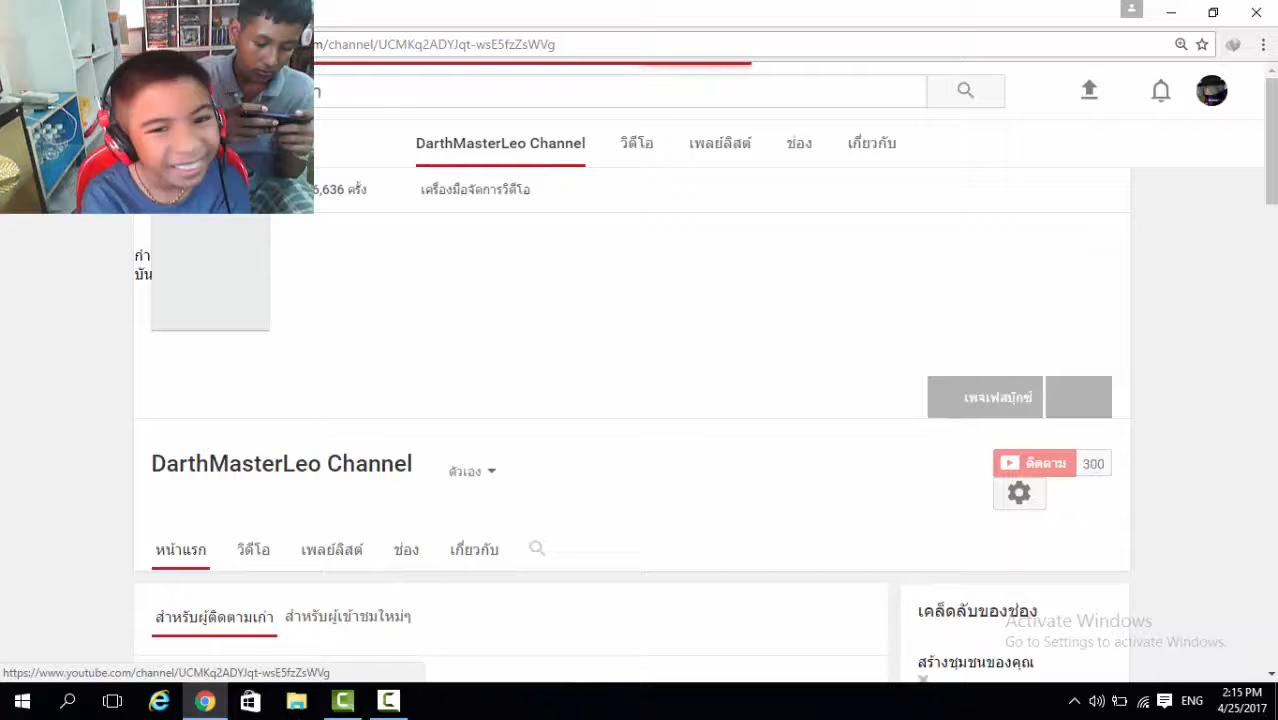 m/channel/UCMKq2ADYJqt-wsE5fzZsWVg
DarthMasterLeo Channel วิดีโอ เพลย์ลิสต์ ช่อง เกี่ยวกับ
6,636 ครั้ง เครื่องมือจัดการวิดีโอ
กำ
บัน
เพจเฟสบุ๊กซ์
DarthMasterLeo Channel ตัวเอง ติดตาม 300
หน้าแรก วิดีโอ เพลย์ลิสต์ ช่อง เกี่ยวกับ
สำหรับผู้ติดตามเก่า สำหรับผู้เข้าชมใหม่ๆ
เคล็ดลับของช่อง
Activate Windows
Go to Settings to activate Windows.
สร้างชุมชนของคุณ
https://www.youtube.com/channel/UCMKq2ADYJqt-wsE5fzZsWVg
ENG
2:15 PM
4/25/2017